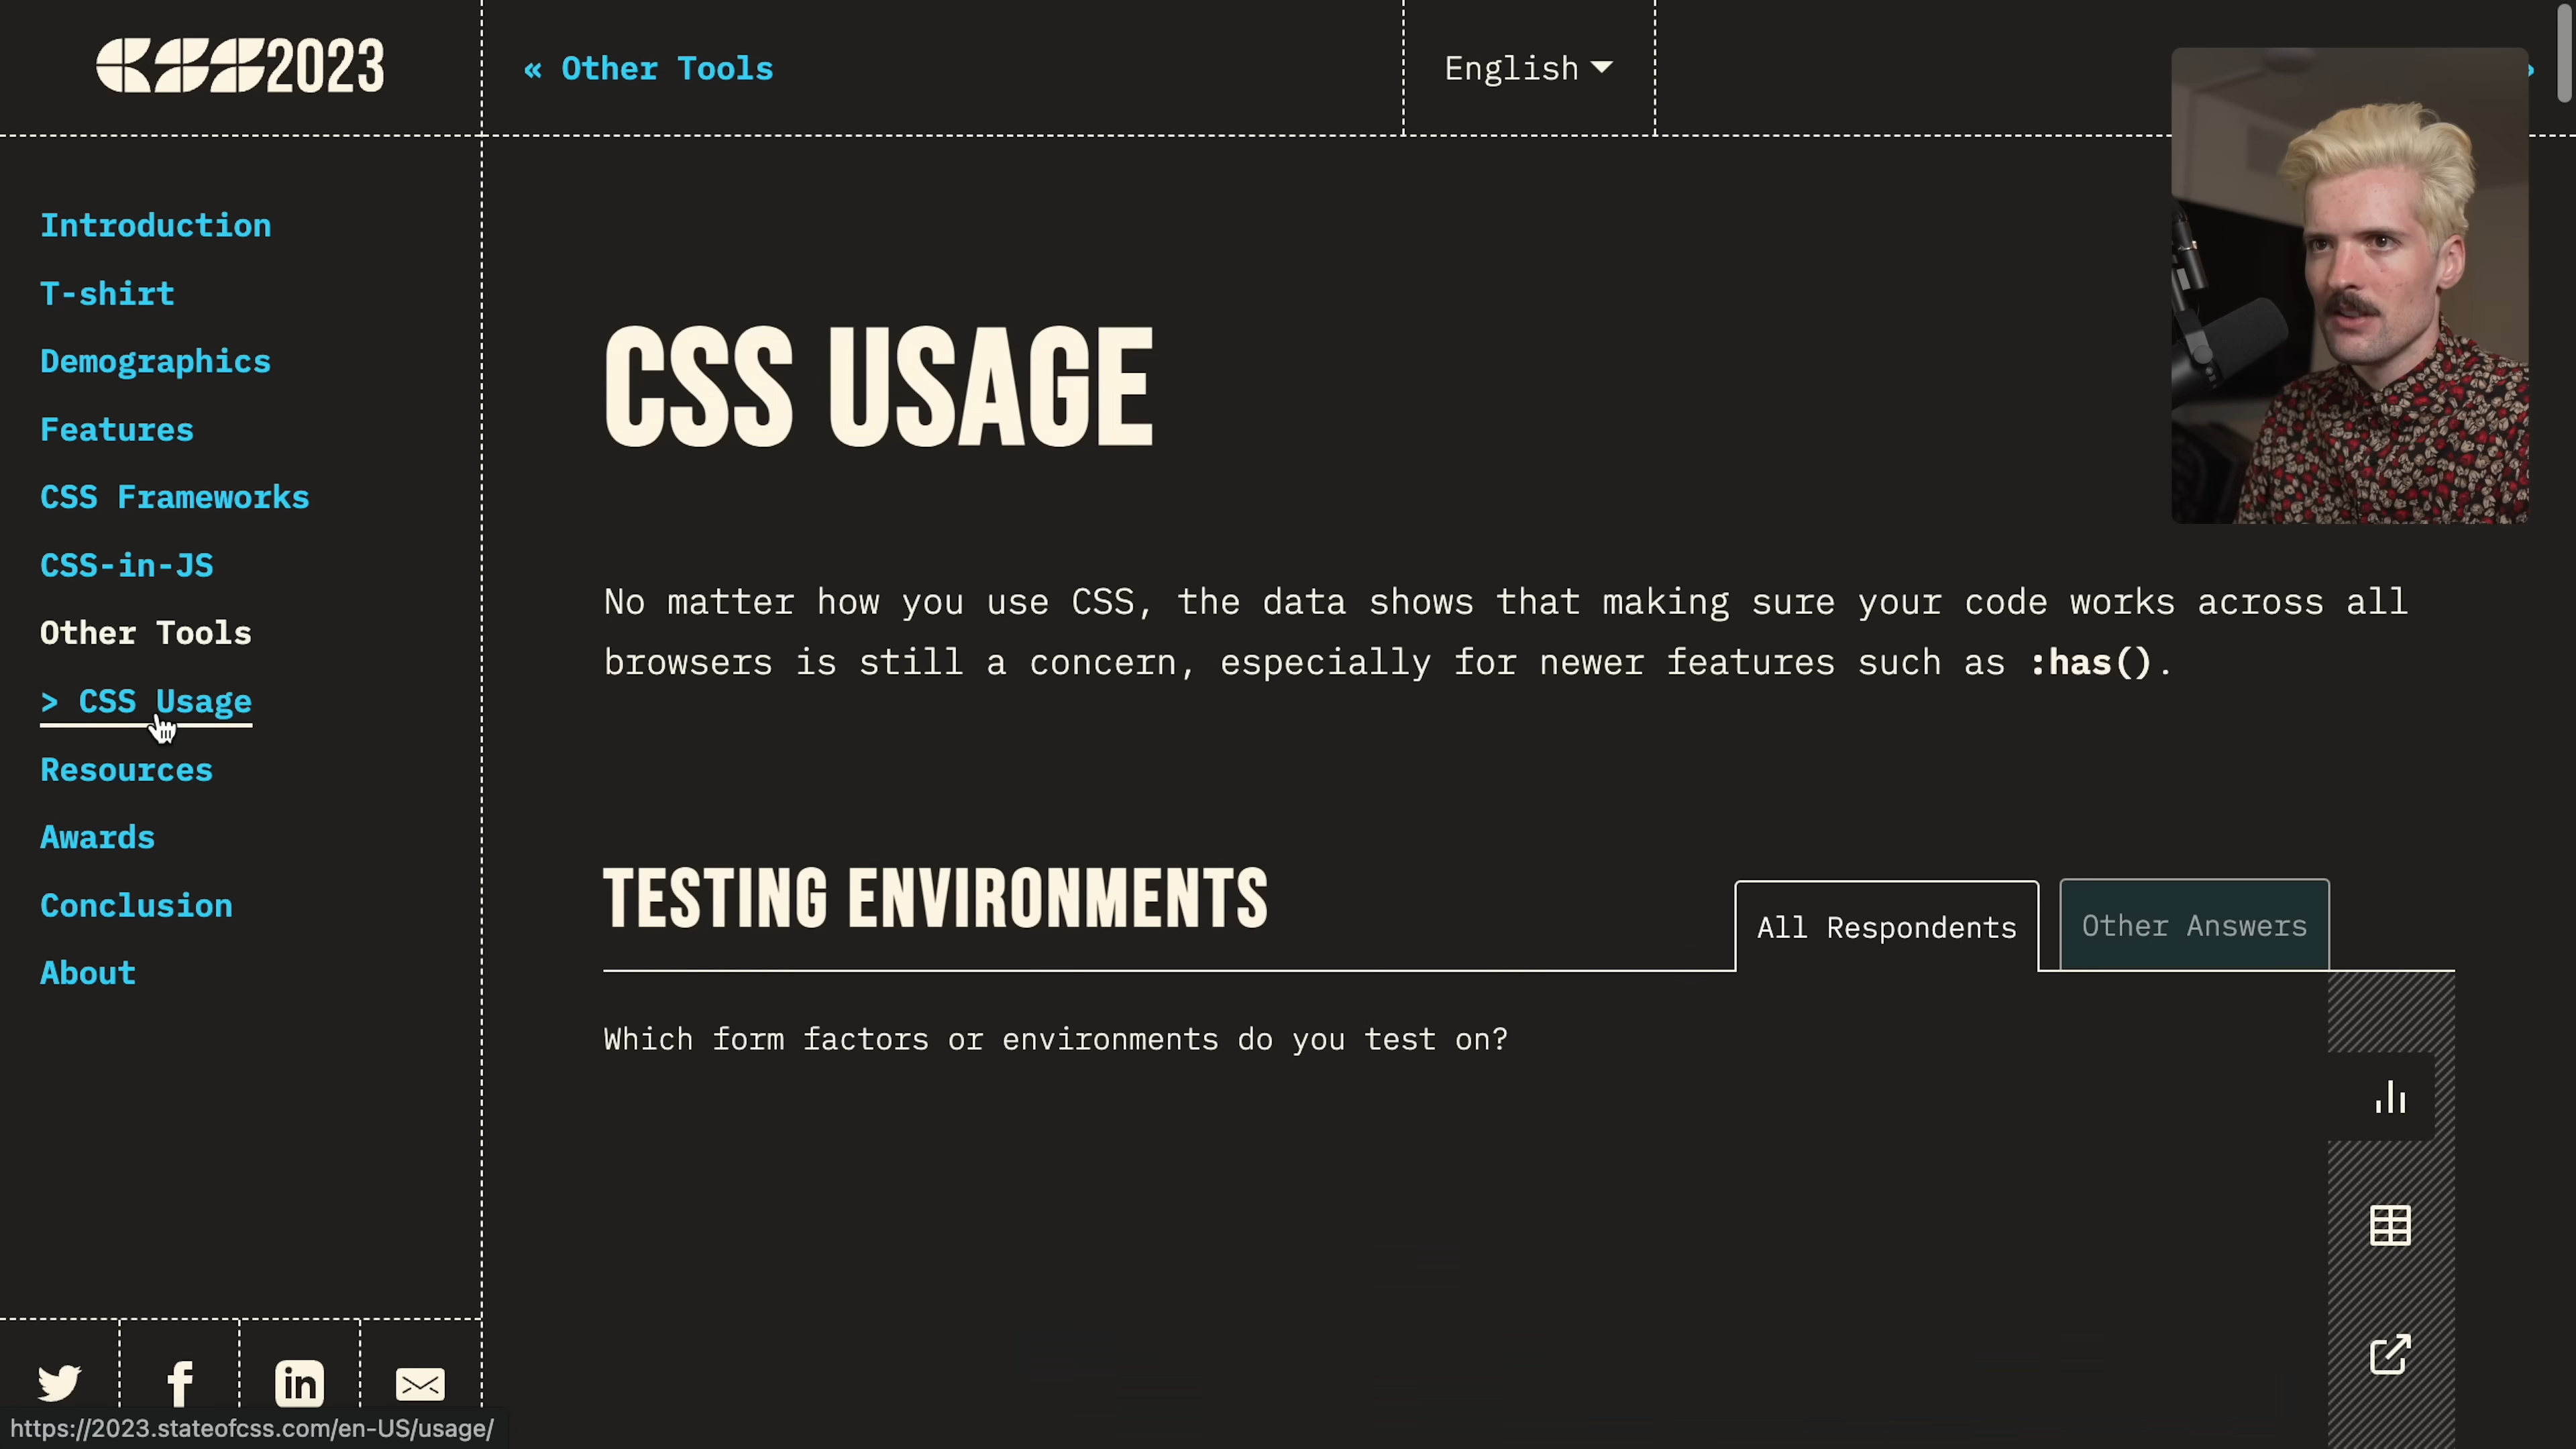 CSS2023
« Other Tools
English
Introduction
T-shirt
Demographics
Features
CSS Frameworks
CSS-in-JS
Other Tools
> CSS Usage
Resources
Awards
Conclusion
About
CSS USAGE
No matter how you use CSS, the data shows that making sure your code works across all
browsers is still a concern, especially for newer features such as :has().
TESTING ENVIRONMENTS
All Respondents
Other Answers
Which form factors or environments do you test on?
https://2023.stateofcss.com/en-US/usage/